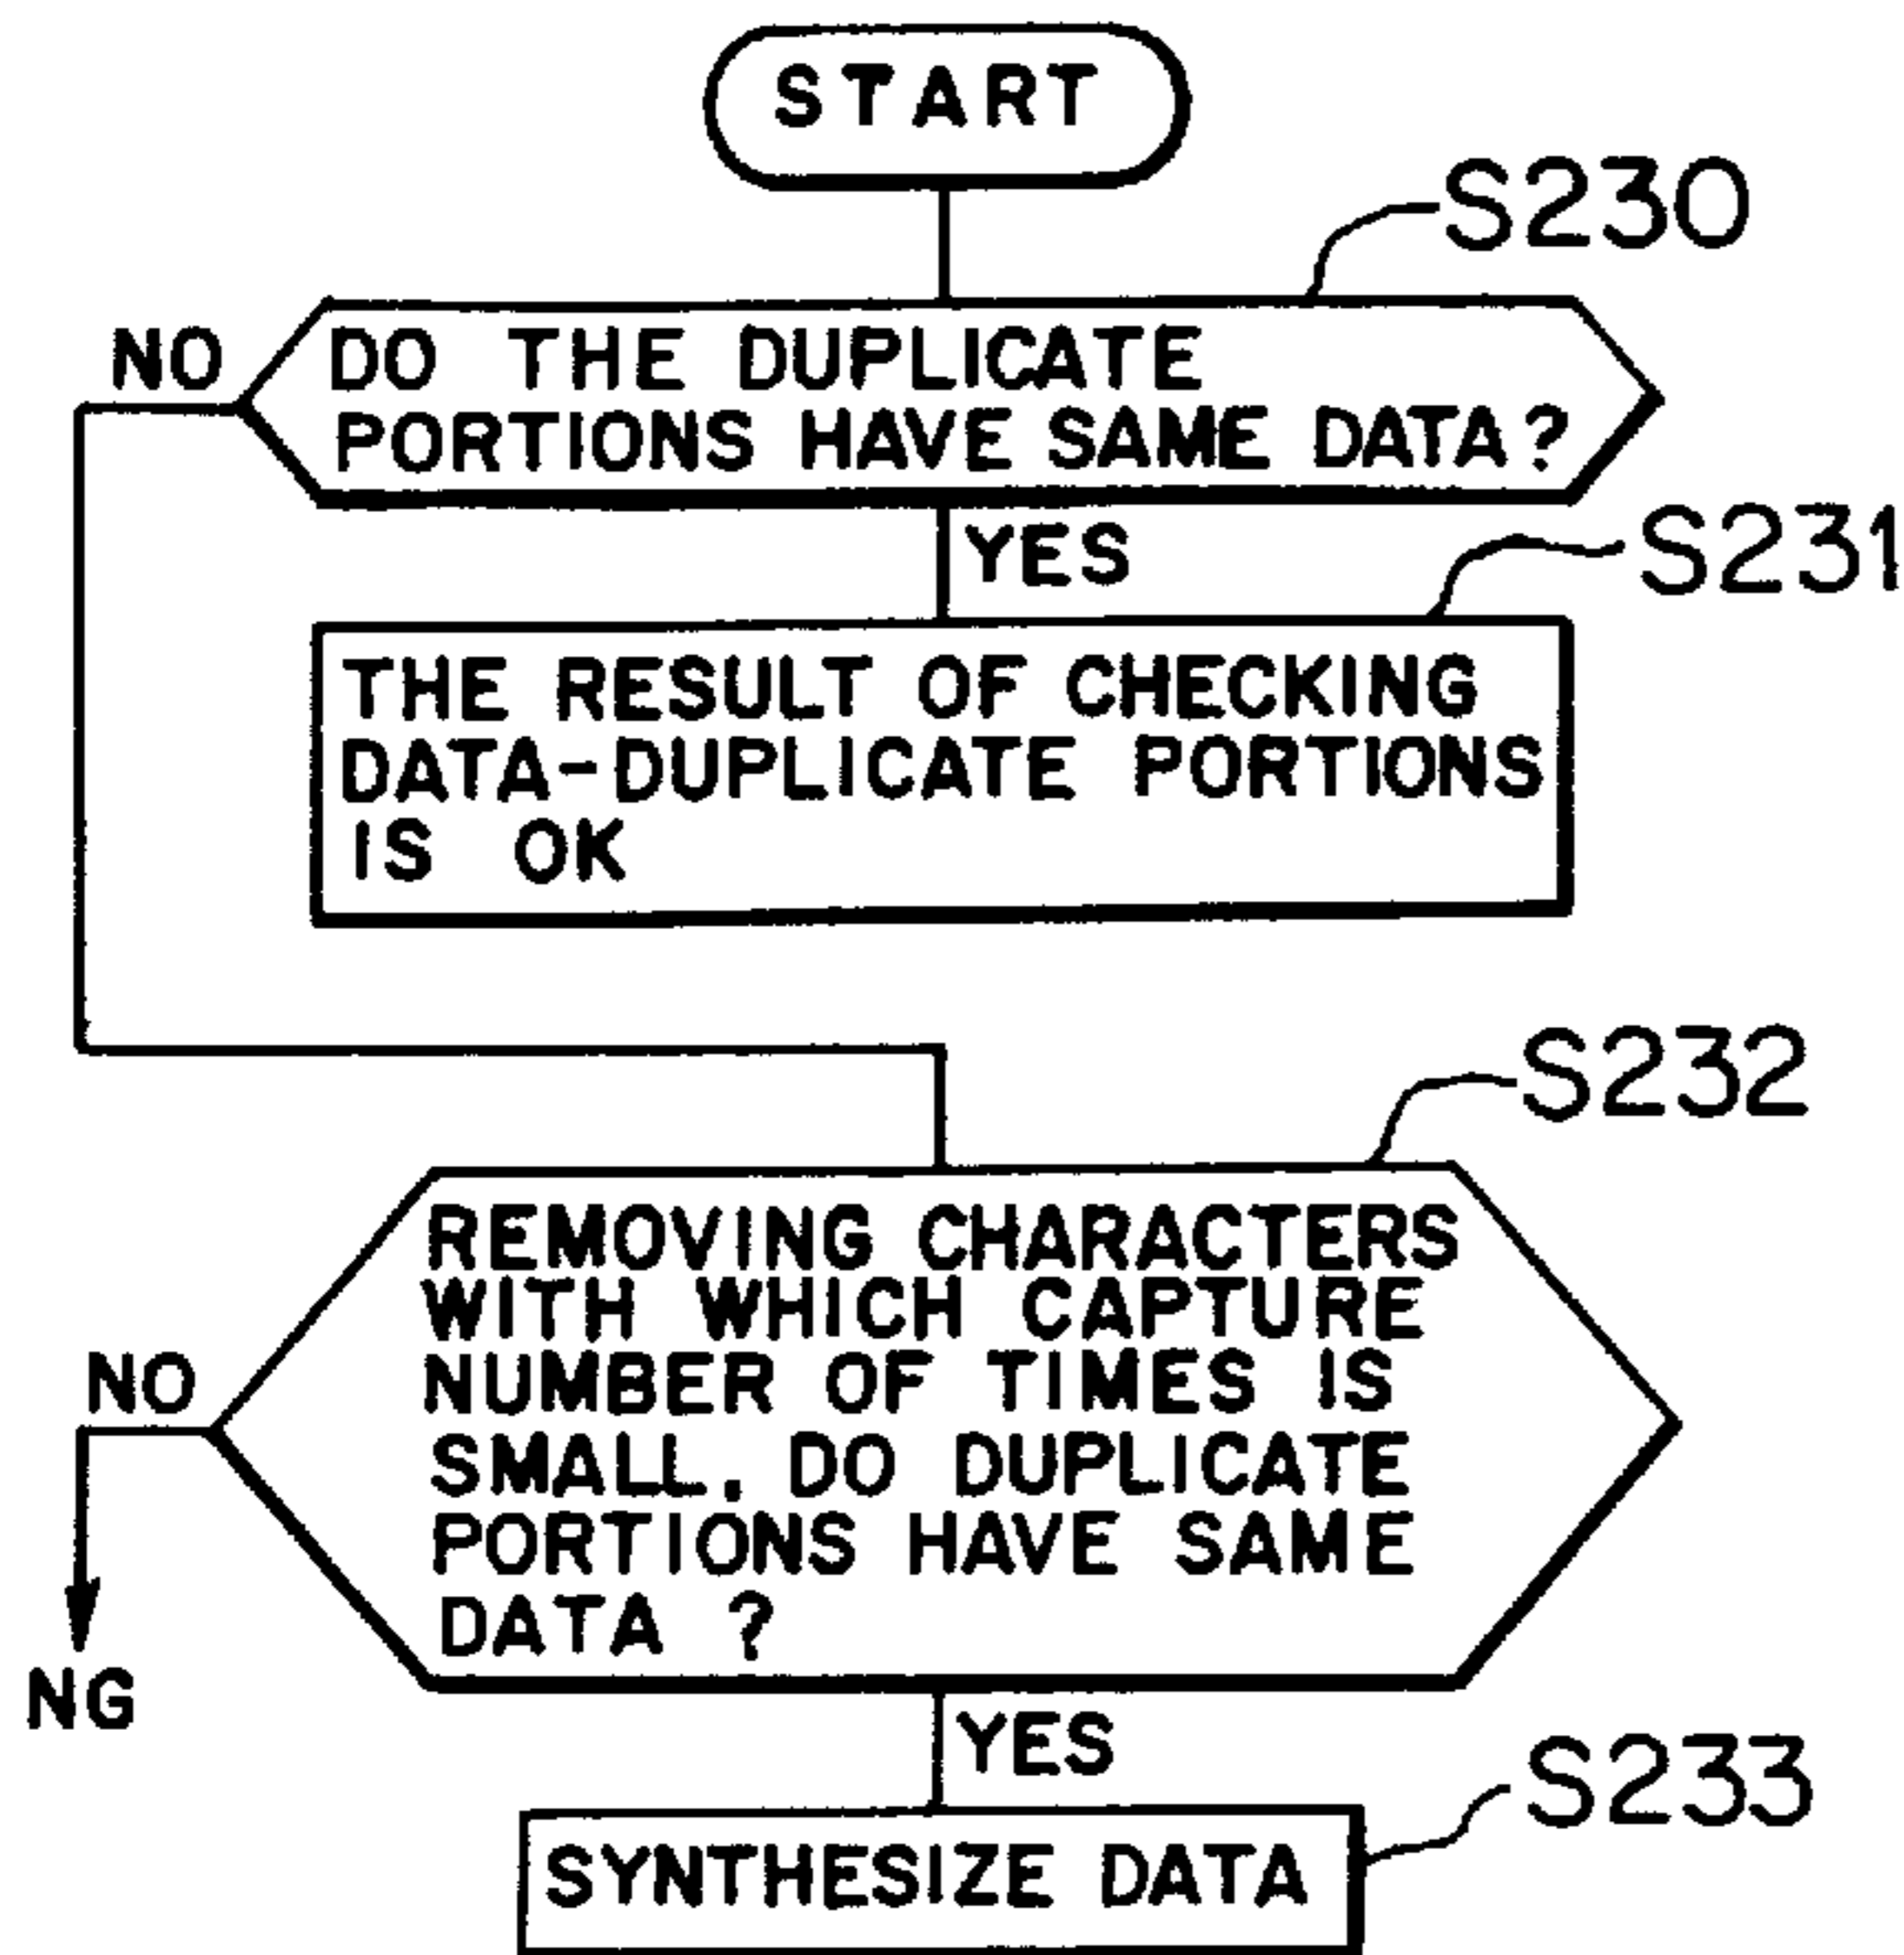 START
S230
NO
DO THE DUPLICATE
PORTIONS HAVE SAME DATA?
YES
S231
THE RESULT OF CHECKING
DATA-DUPLICATE PORTIONS
IS OK
S232
REMOVING CHARACTERS
WITH WHICH CAPTURE
NUMBER OF TIMES IS
SMALL, DO DUPLICATE
PORTIONS HAVE SAME
DATA ?
NO
NG
YES
S233
SYNTHESIZE DATA